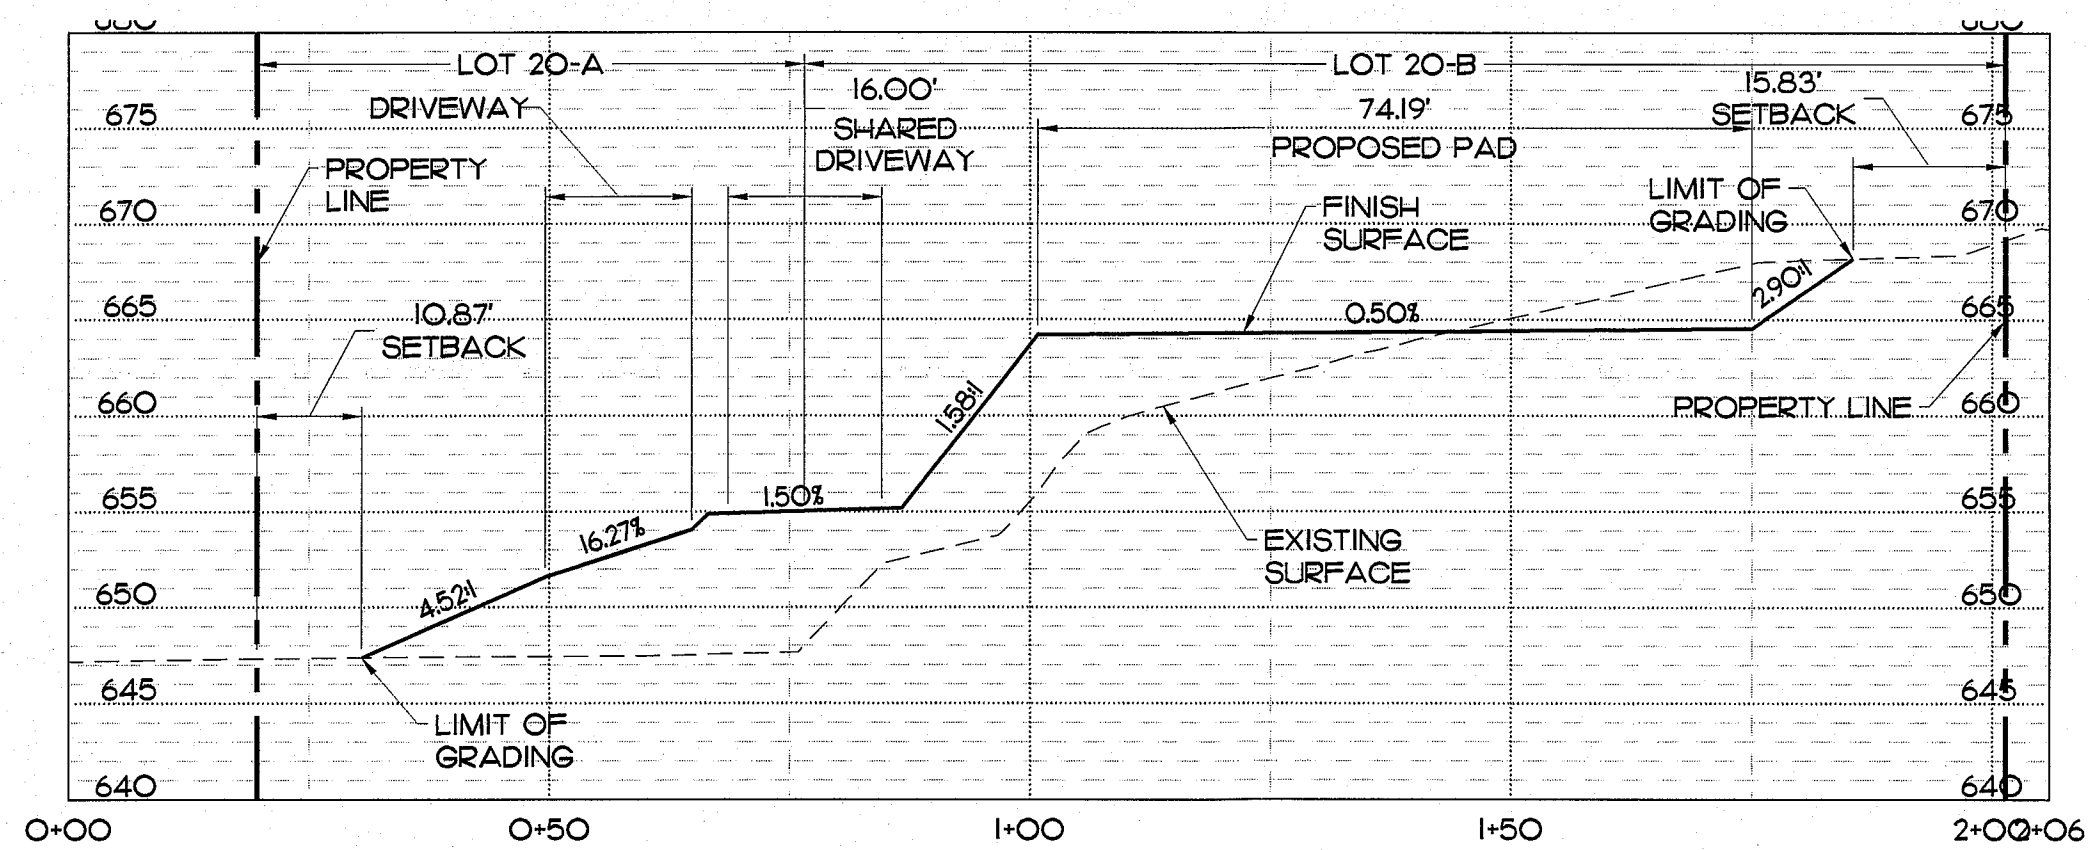 680
680
LOT 20-A
LOT 20-B
DRIVEWAY
16.00'
SHARED
DRIVEWAY
74.19'
PROPOSED PAD
15.83'
SETBACK
675
675
PROPERTY
LINE
LIMIT OF
GRADING
670
670
FINISH
SURFACE
10.87'
SETBACK
665
0.50%
2.90:1
665
660
1.58:1
PROPERTY LINE
660
655
1.50%
655
16.27%
EXISTING
SURFACE
650
4.52:1
650
645
645
LIMIT OF
GRADING
640
640
0+00
0+50
1+00
1+50
2+00
2+06